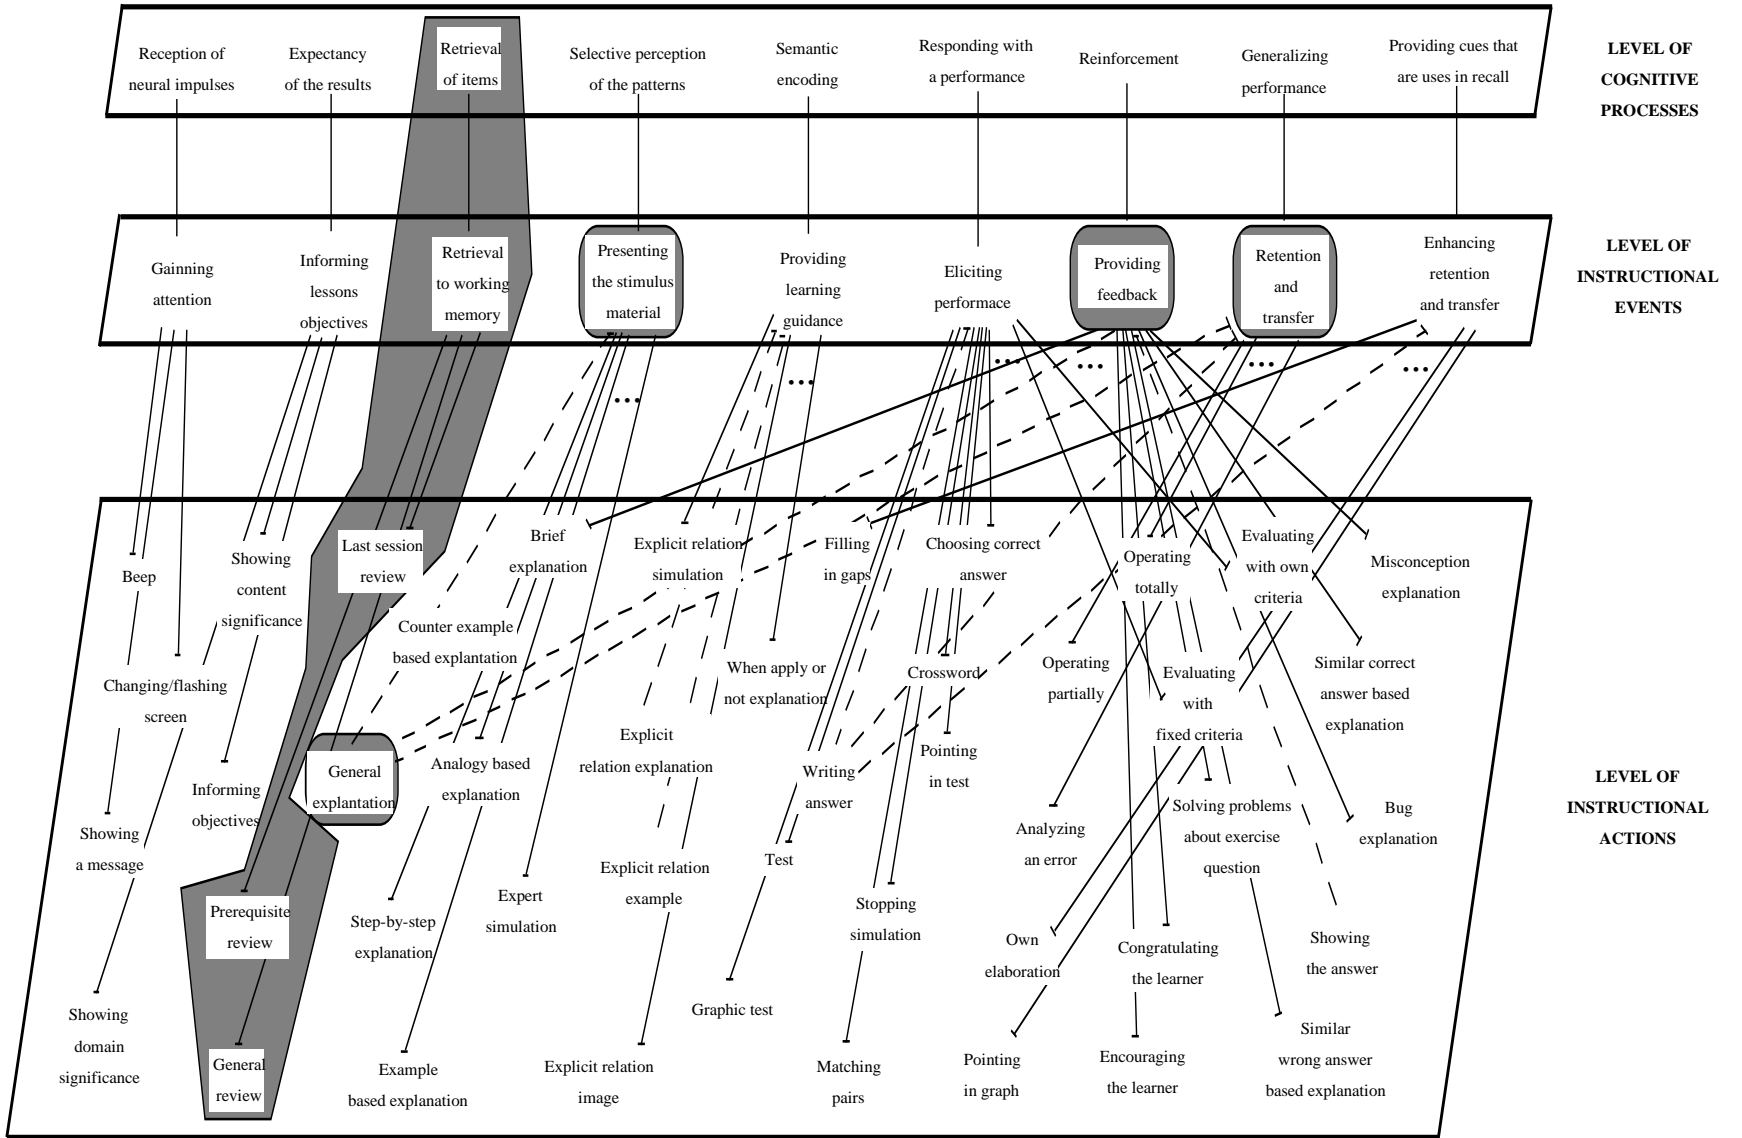 Reception of
neural impulses
Expectancy
of the results
Retrieval
of items
Selective perception
of the patterns
Semantic
encoding
Responding with
a performance
Reinforcement
Generalizing
performance
Providing cues that
are uses in recall
LEVEL OF
COGNITIVE
PROCESSES
Gainning
attention
Informing
lessons
objectives
Retrieval
to working
memory
Presenting
the stimulus
material
Providing
learning
guidance
Eliciting
performace
Providing
feedback
Retention
and
transfer
Enhancing
retention
and transfer
LEVEL OF
INSTRUCTIONAL
EVENTS
...
...
...
...
...
...
Beep
Showing
content
significance
Last session
review
Brief
explanation
Explicit relation
simulation
Filling
in gaps
Choosing correct
answer
Operating
totally
Evaluating
with own
criteria
Misconception
explanation
Changing/flashing
screen
Counter example
based explantation
When apply or
not explanation
Crossword
Operating
partially
Evaluating
with
fixed criteria
Similar correct
answer based
explanation
Informing
objectives
General
explantation
Analogy based
explanation
Explicit
relation explanation
Writing
answer
Pointing
in test
Solving problems
about exercise
question
Bug
explanation
LEVEL OF
INSTRUCTIONAL
ACTIONS
Showing
a message
Prerequisite
review
Step-by-step
explanation
Expert
simulation
Explicit relation
example
Test
Stopping
simulation
Analyzing
an error
Own
elaboration
Congratulating
the learner
Showing
the answer
Showing
domain
significance
General
review
Example
based explanation
Explicit relation
image
Graphic test
Matching
pairs
Pointing
in graph
Encouraging
the learner
Similar
wrong answer
based explanation